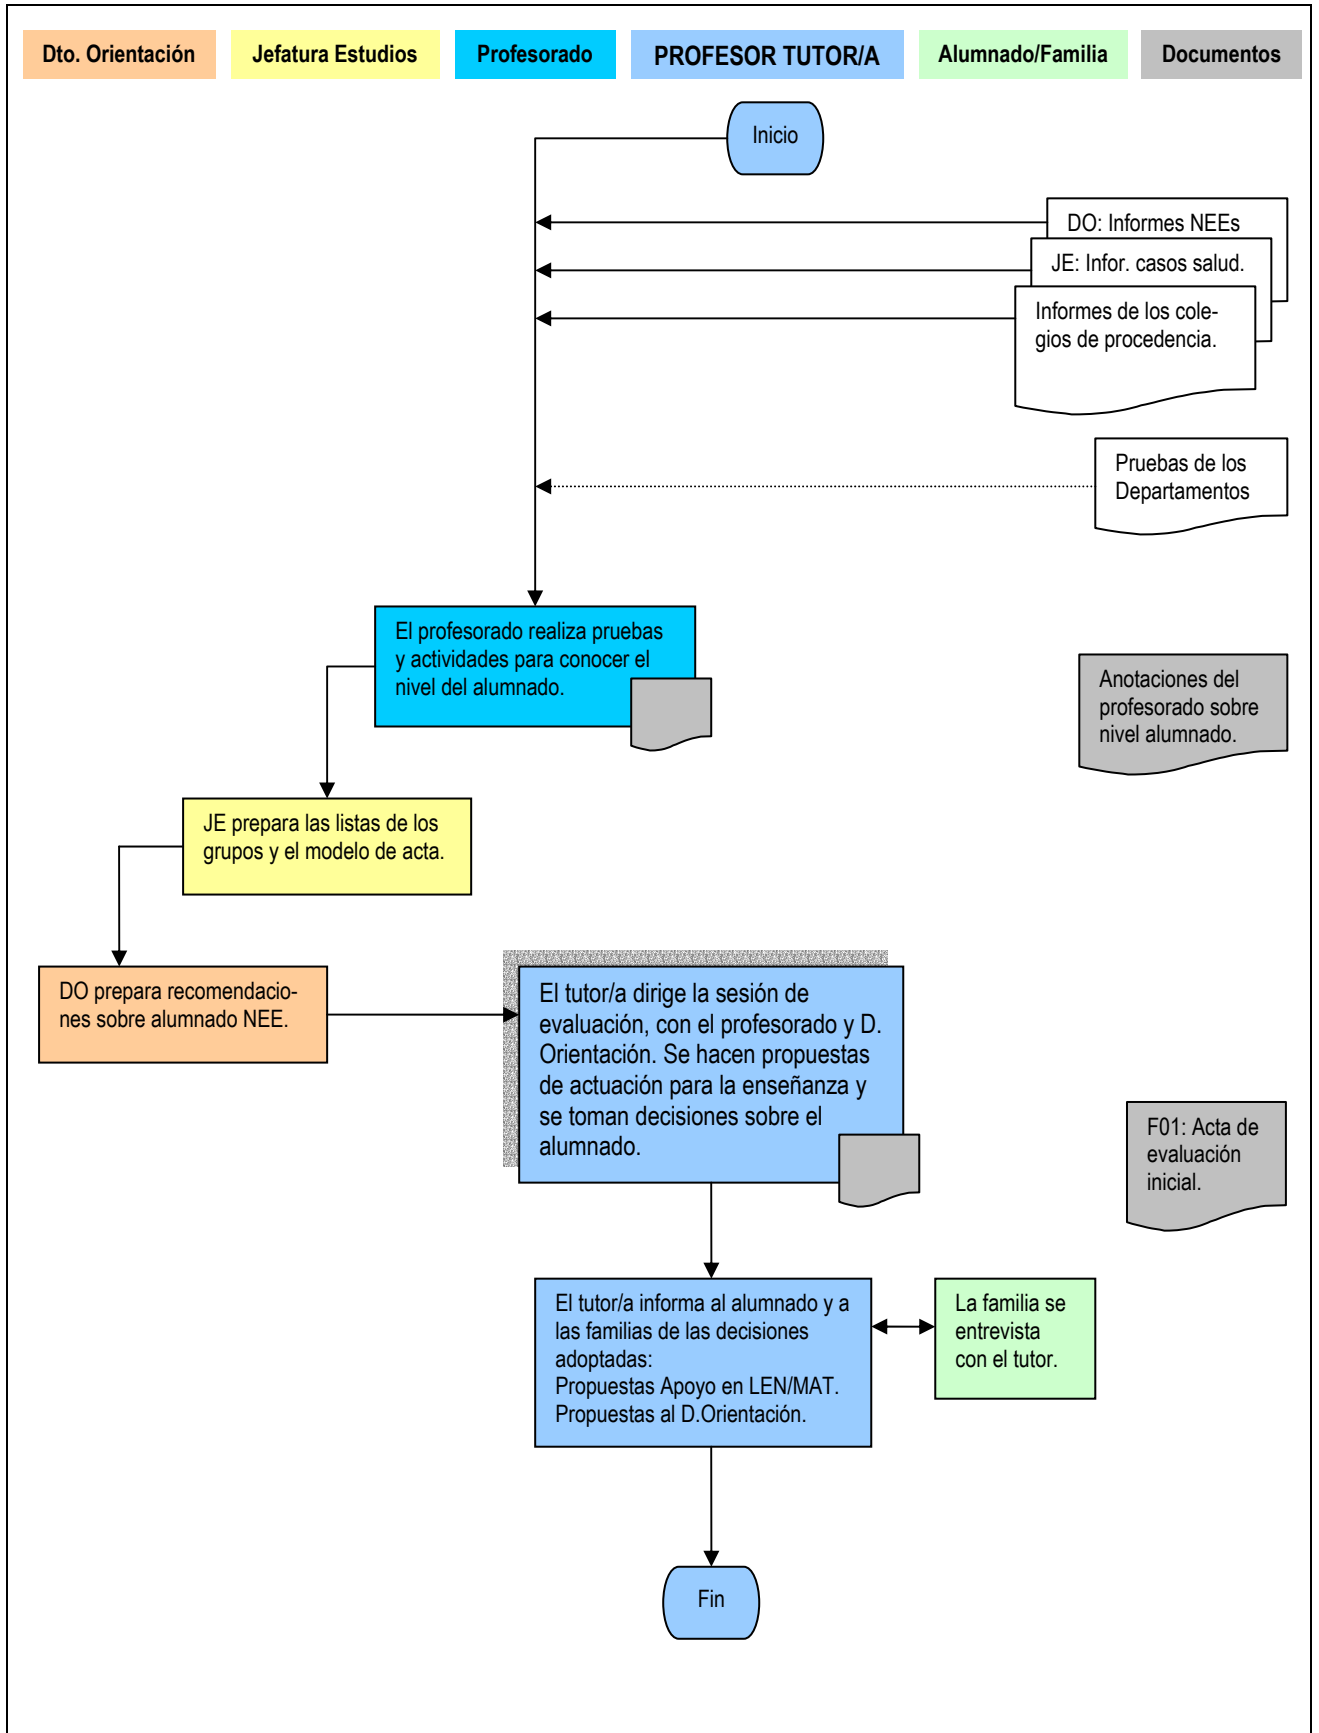 Dto. Orientación
Jefatura Estudios
Profesorado
PROFESOR TUTOR/A
Alumnado/Familia
Documentos
Inicio
DO: Informes NEEs
JE: Infor. casos salud.
Informes de los cole-
gios de procedencia.
Pruebas de los
Departamentos
El profesorado realiza pruebas
y actividades para conocer el
nivel del alumnado.
Anotaciones del
profesorado sobre
nivel alumnado.
JE prepara las listas de los
grupos y el modelo de acta.
DO prepara recomendacio-
nes sobre alumnado NEE.
El tutor/a dirige la sesión de
evaluación, con el profesorado y D.
Orientación. Se hacen propuestas
de actuación para la enseñanza y
se toman decisiones sobre el
alumnado.
F01: Acta de
evaluación
inicial.
El tutor/a informa al alumnado y a
las familias de las decisiones
adoptadas:
Propuestas Apoyo en LEN/MAT.
Propuestas al D.Orientación.
La familia se
entrevista
con el tutor.
Fin